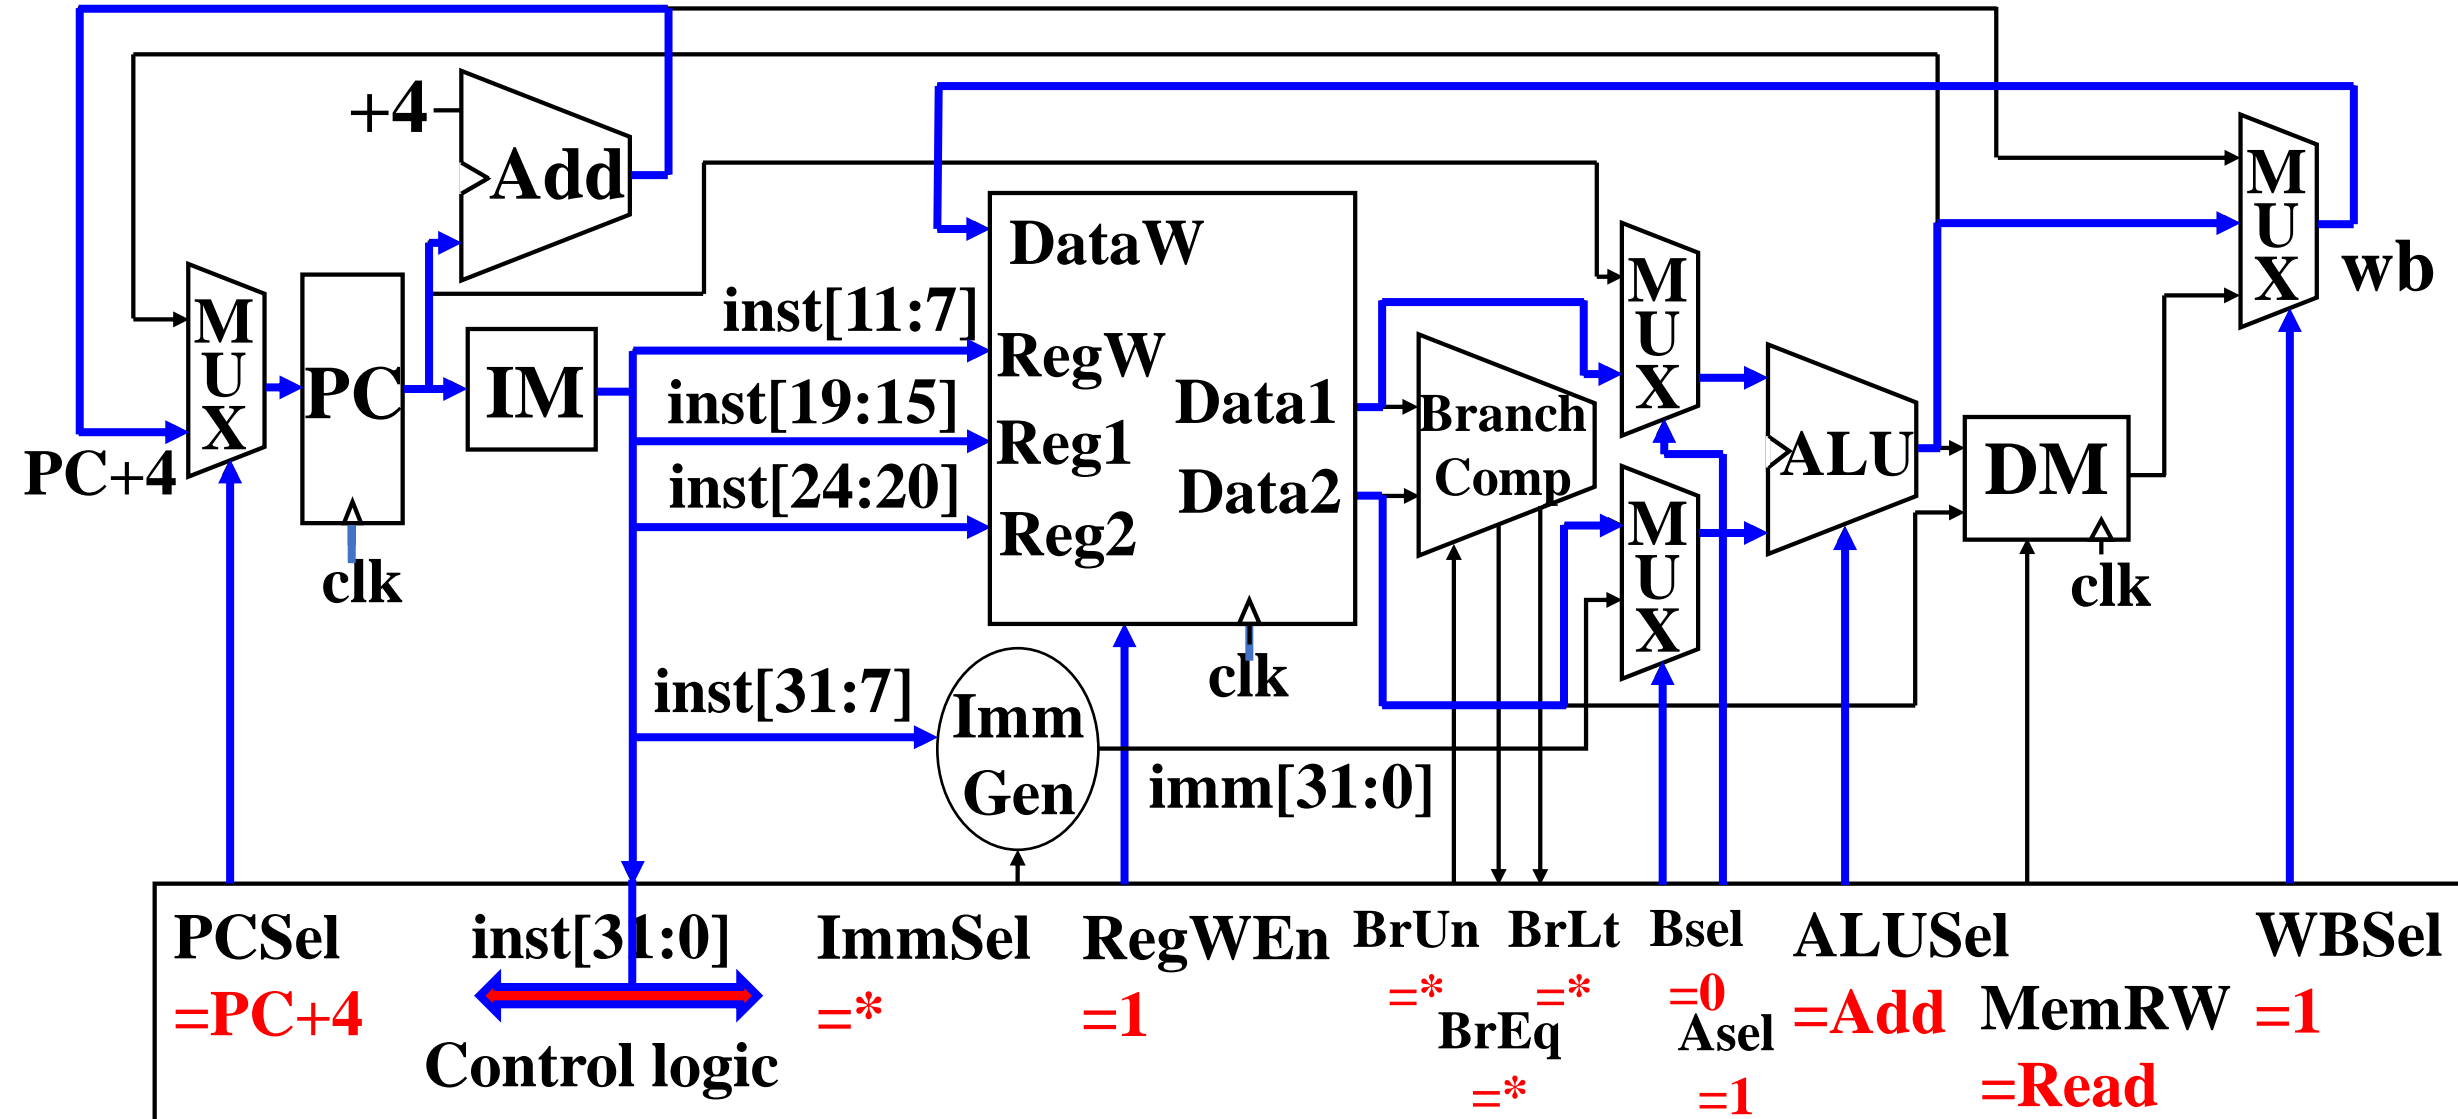 +4
Add
M
U
X
PC+4
PC
clk
IM
inst[11:7]
inst[19:15]
inst[24:20]
inst[31:7]
DataW
RegW
Reg1
Reg2
Data1
Data2
clk
Imm
Gen
imm[31:0]
Branch
Comp
M
U
X
M
U
X
ALU
DM
clk
M
U
X
wb
PCSel
=PC+4
inst[31:0]
Control logic
ImmSel
=*
RegWEn
=1
BrUn
=*
BrLt
=*
BrEq
=*
Bsel
=0
Asel
=1
ALUSel
=Add
MemRW
=Read
WBSel
=1